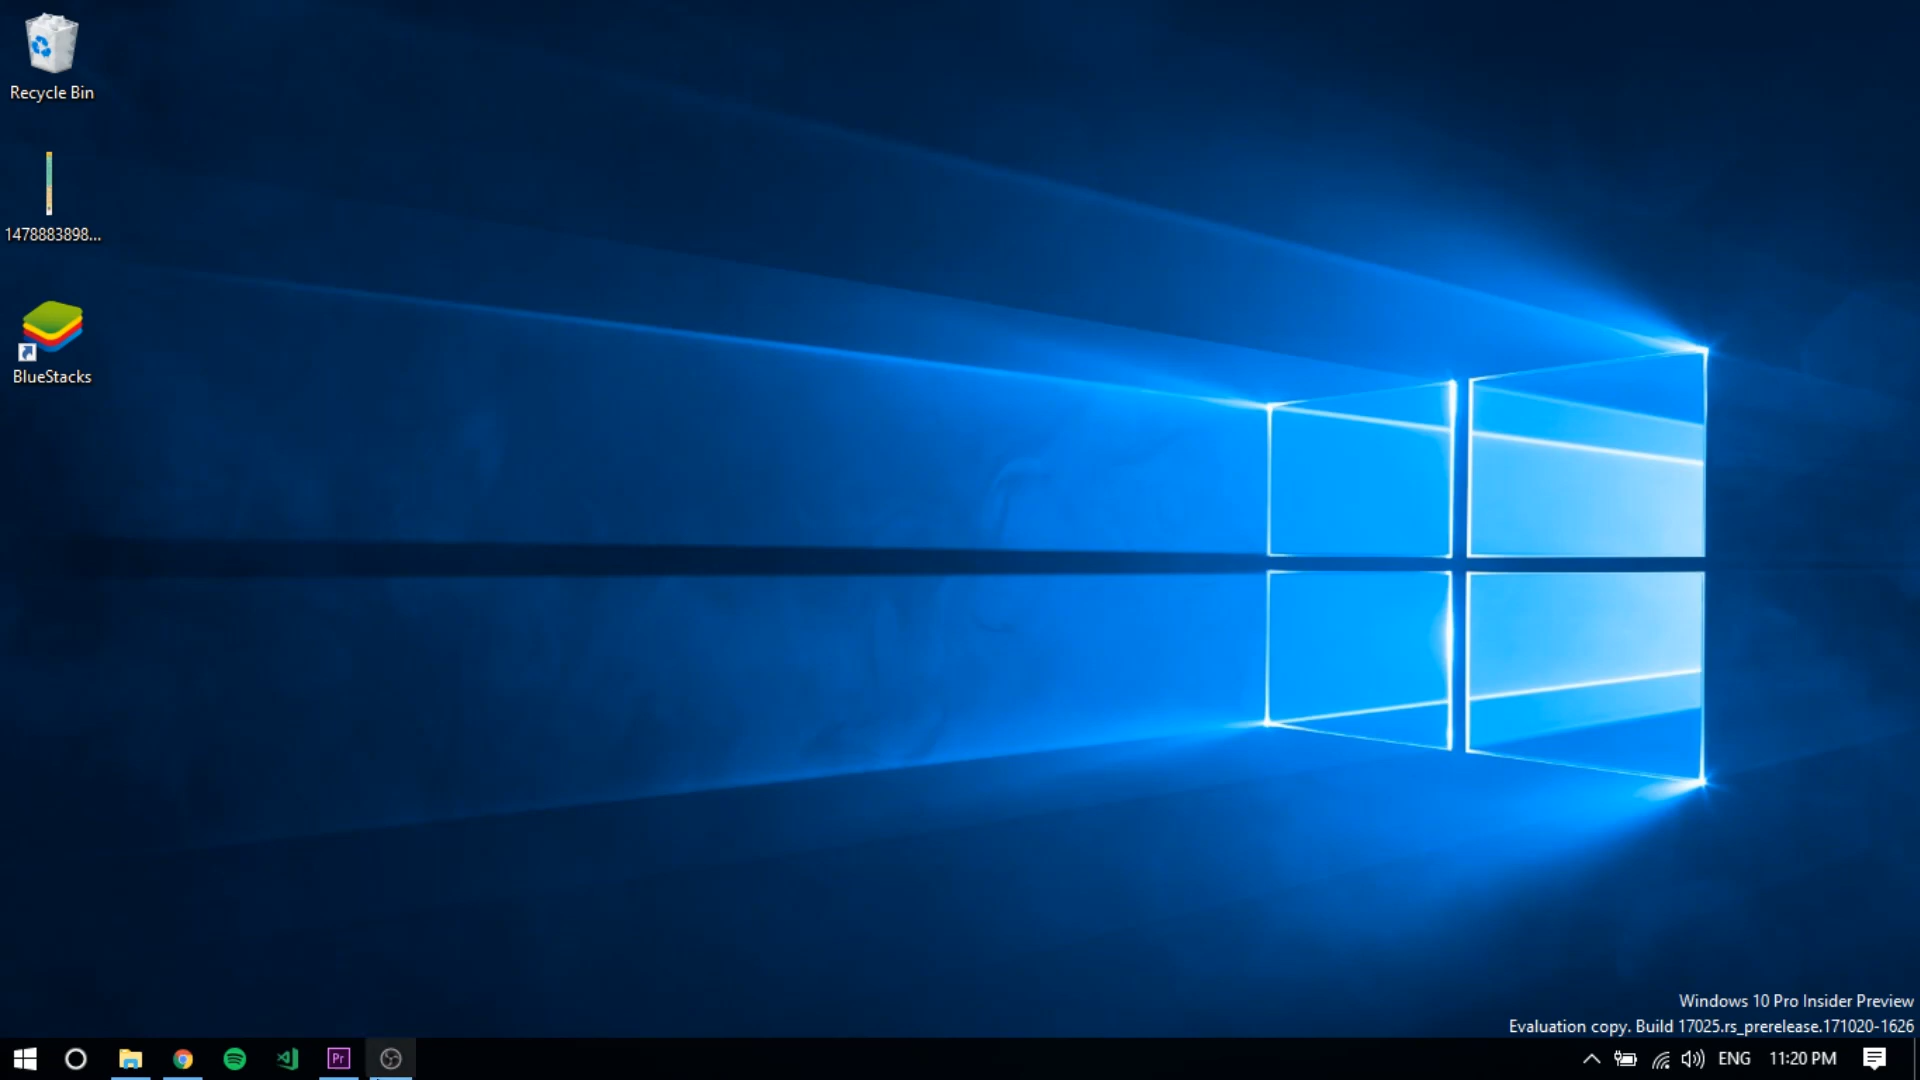 Recycle Bin
1478883898...
BlueStacks
Windows 10 Pro Insider Preview
Evaluation copy. Build 17025.rs_prerelease.171020-1626
Pr
ENG
11:20 PM